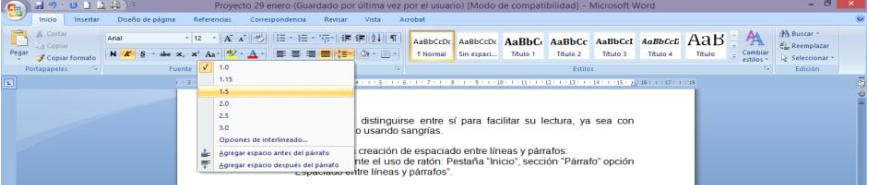 Proyecto 29 enero (Guardado por última vez por el usuario) [Modo de compatibilidad] - Microsoft Word
Inicio Insertar Diseño de página Referencias Correspondencia Revisar Vista Acrobat
Pegar
Cortar
Copiar
Copiar formato
Portapapeles
Arial 12
N K S abc x, x² Aa
Fuente
AaBbCcDc AaBbCcDc AaBbC AaBbCc AaBbCcI AaBbCcD AaB
1 Normal Sin espaci... Título 1 Título 2 Título 3 Título 4 Título
Cambiar estilos
Estilos
Buscar
Reemplazar
Seleccionar
Edición
1.0
1.15
1.5
2.0
2.5
3.0
Opciones de interlineado...
Agregar espacio antes del párrafo
Agregar espacio después del párrafo
distinguirse entre sí para facilitar su lectura, ya sea con
o usando sangrías.
creación de espaciado entre líneas y párrafos:
nte el uso de ratón: Pestaña "Inicio", sección "Párrafo" opción
Espaciado entre líneas y párrafos".